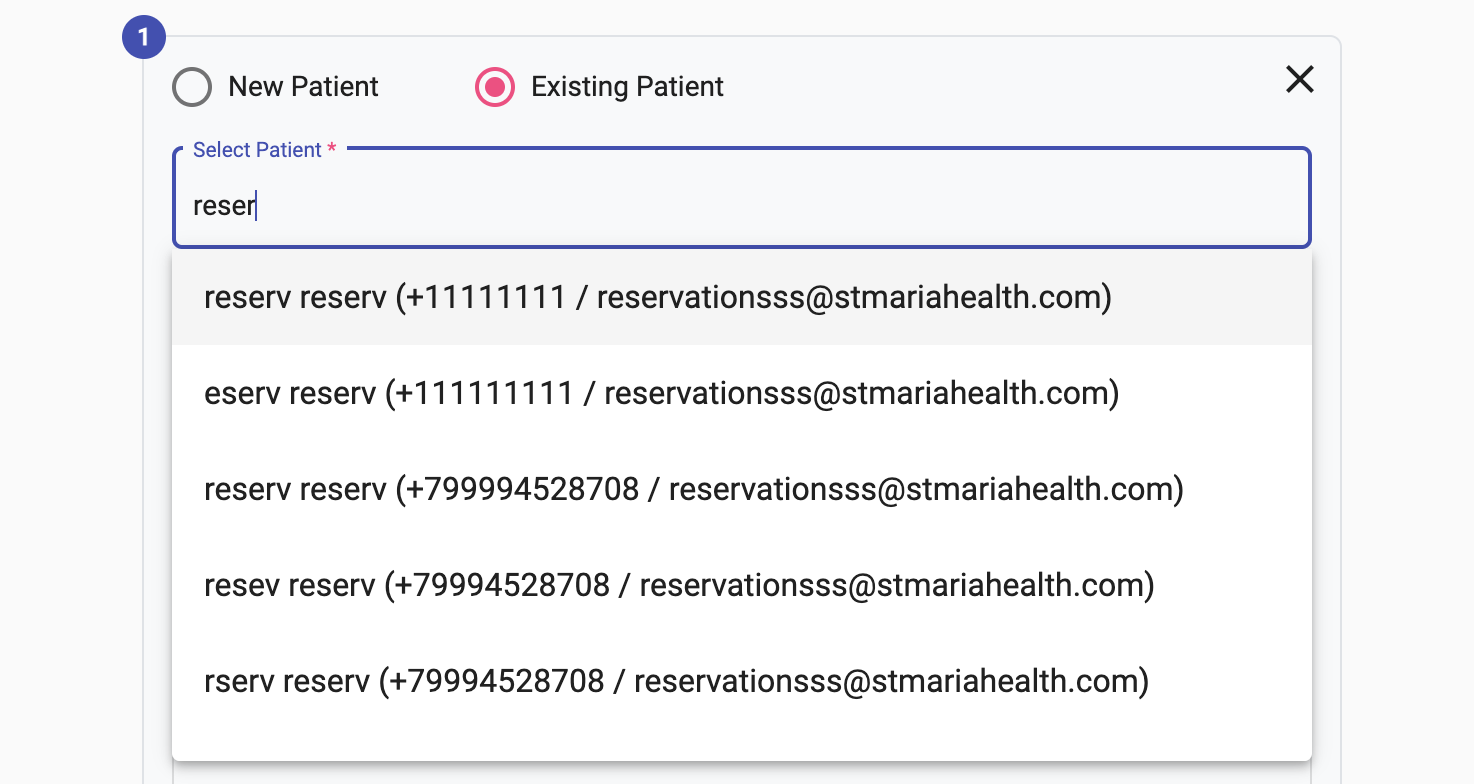 1
New Patient
Existing Patient
Select Patient *
reser
reserv reserv (+11111111 / reservationsss@stmariahealth.com)
eserv reserv (+111111111 / reservationsss@stmariahealth.com)
reserv reserv (+799994528708 / reservationsss@stmariahealth.com)
resev reserv (+79994528708 / reservationsss@stmariahealth.com)
rserv reserv (+79994528708 / reservationsss@stmariahealth.com)